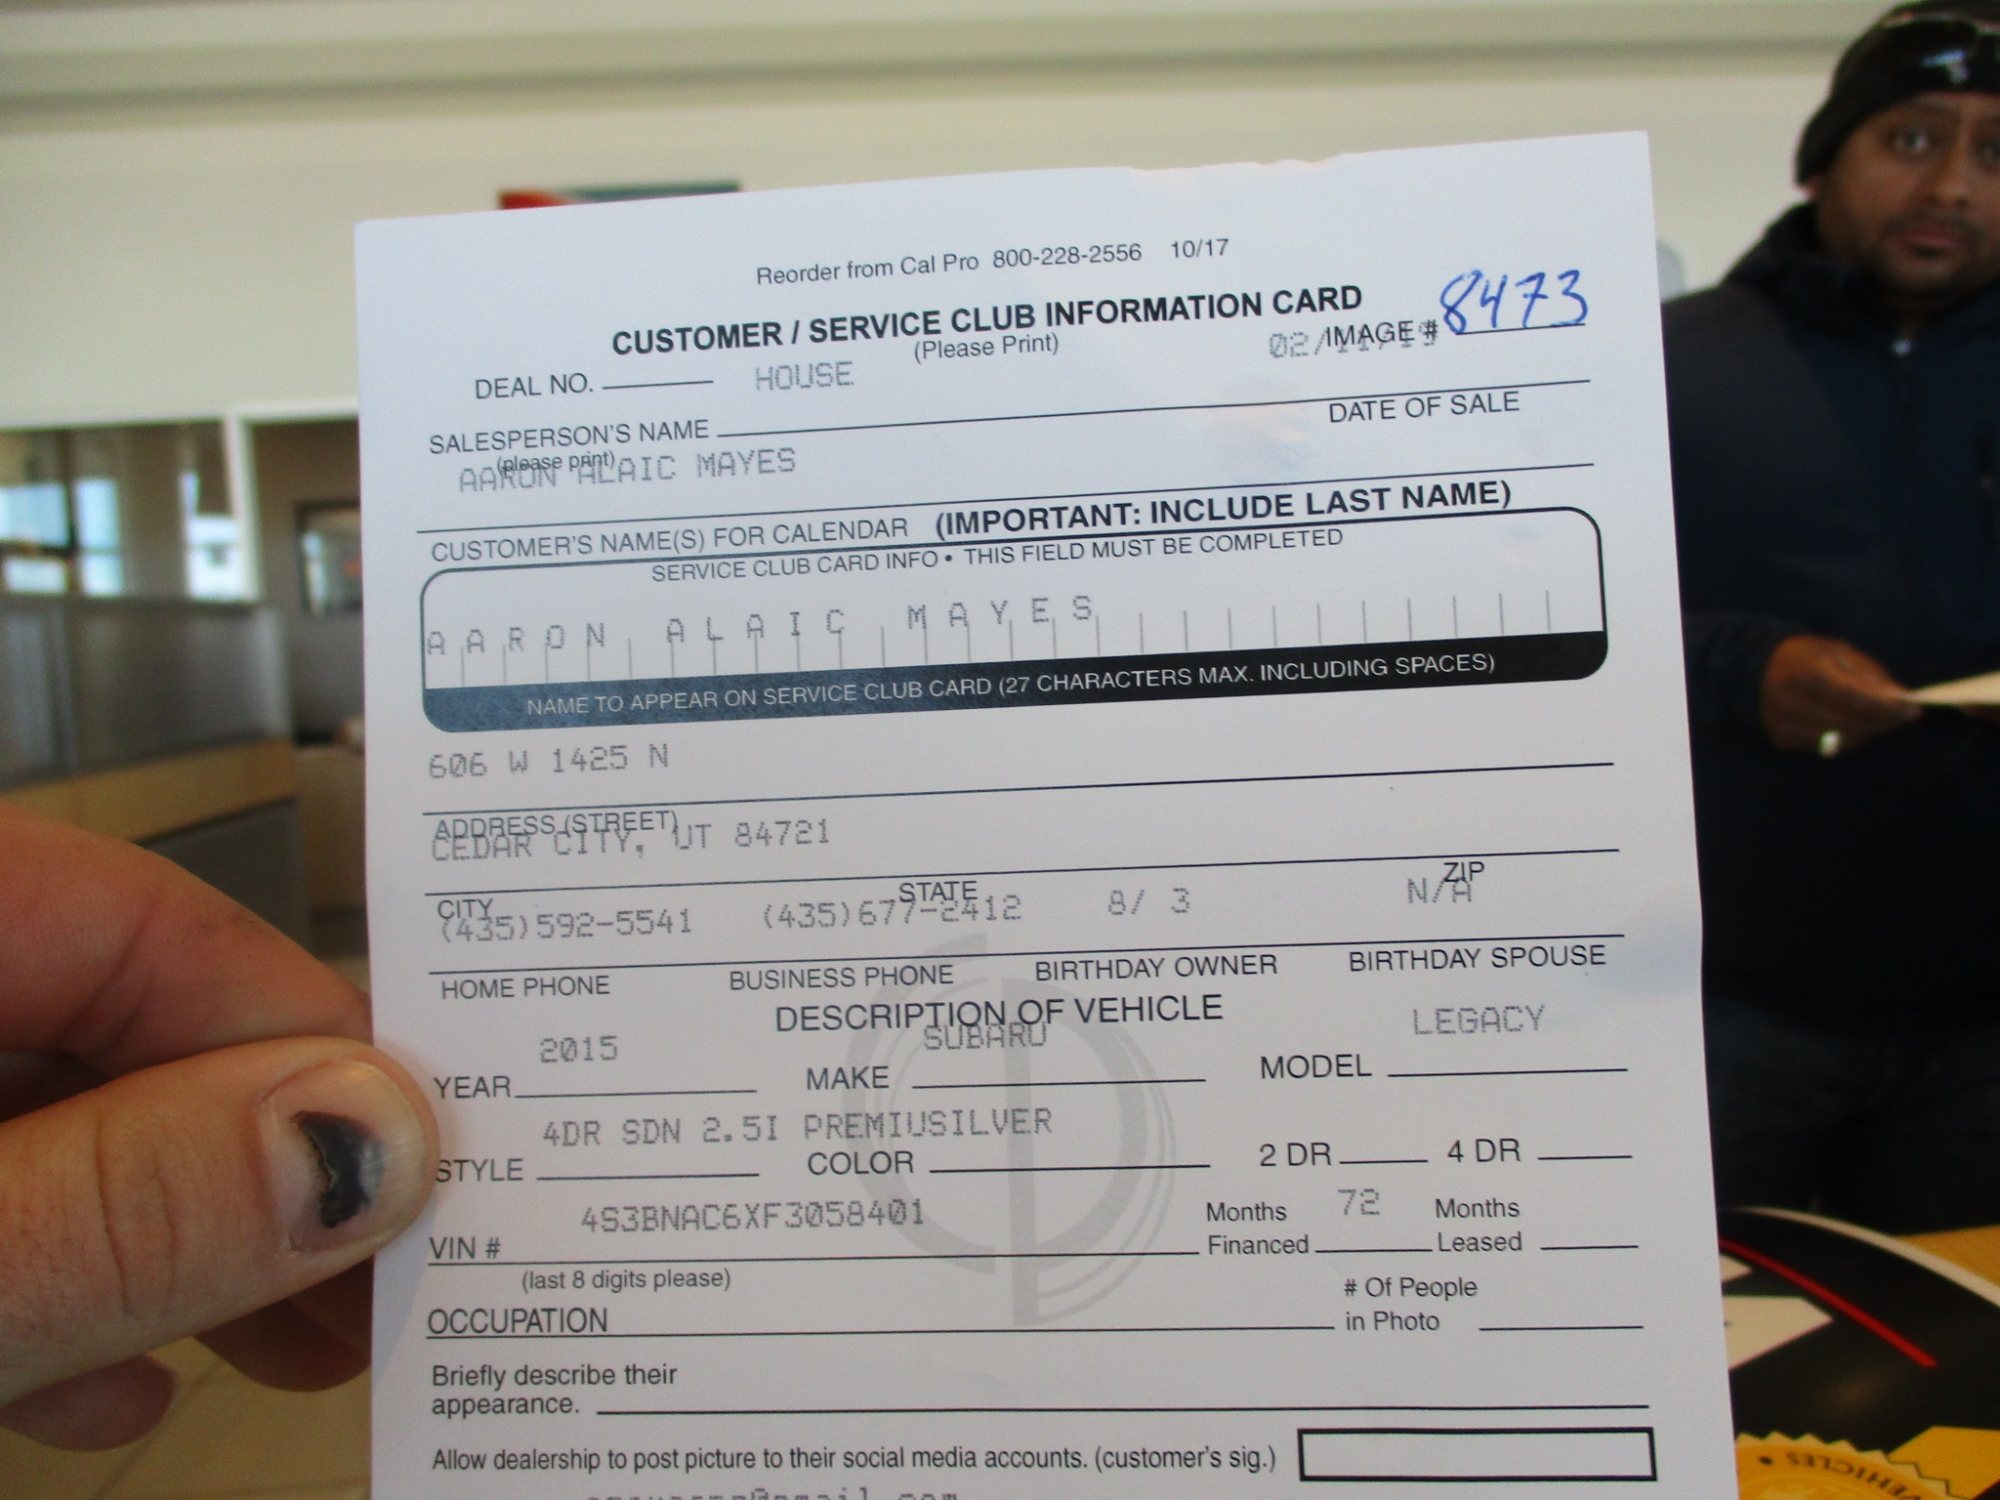 Reorder from Cal Pro 800-228-2556 10/17
CUSTOMER / SERVICE CLUB INFORMATION CARD
(Please Print)
IMAGE # 8473
02/
DEAL NO. HOUSE
SALESPERSON'S NAME
(please print)
DATE OF SALE
AARON ALAIC MAYES
CUSTOMER'S NAME(S) FOR CALENDAR (IMPORTANT: INCLUDE LAST NAME)
SERVICE CLUB CARD INFO • THIS FIELD MUST BE COMPLETED
AARON ALAIC MAYES
NAME TO APPEAR ON SERVICE CLUB CARD (27 CHARACTERS MAX. INCLUDING SPACES)
606 W 1425 N
ADDRESS (STREET)
CEDAR CITY, UT 84721
CITY STATE ZIP
(435)592-5541 (435)677-2412 8/ 3 N/A
HOME PHONE BUSINESS PHONE BIRTHDAY OWNER BIRTHDAY SPOUSE
DESCRIPTION OF VEHICLE
2015 SUBARU LEGACY
YEAR MAKE MODEL
4DR SDN 2.5I PREMIUSILVER
STYLE COLOR 2 DR 4 DR
4S3BNAC6XF3058401 Months 72 Months
VIN # Financed Leased
(last 8 digits please)
# Of People
OCCUPATION in Photo
Briefly describe their
appearance.
Allow dealership to post picture to their social media accounts. (customer's sig.)
VEHICLES